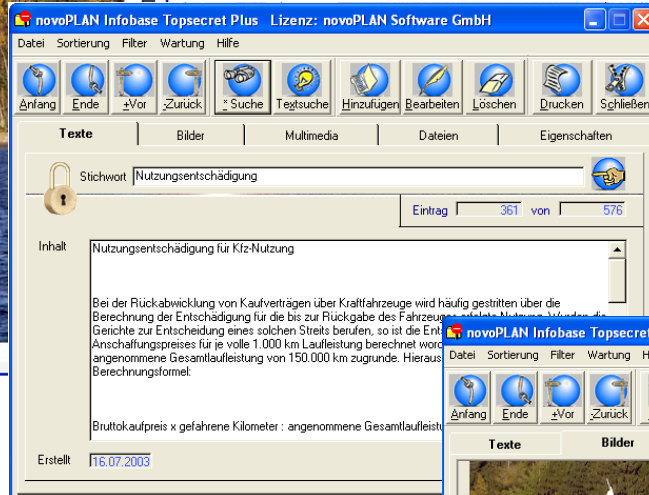 novoPLAN Infobase Topsecret Plus Lizenz: novoPLAN Software GmbH
Datei Sortierung Filter Wartung Hilfe
Anfang Ende +Vor -Zurück * Suche Textsuche Hinzufügen Bearbeiten Löschen Drucken Schließen
Texte Bilder Multimedia Dateien Eigenschaften
Stichwort Nutzungsentschädigung
Eintrag 361 von 576
Inhalt
Nutzungsentschädigung für Kfz-Nutzung
Bei der Rückabwicklung von Kaufverträgen über Kraftfahrzeuge wird häufig gestritten über die
Berechnung der Entschädigung für die bis zur Rückgabe des Fahrzeuges erfolgte Nutzung. Wurden die
Gerichte zur Entscheidung eines solchen Streits berufen, so ist die
Anschaffungspreises für je volle 1.000 km Laufleistung berechnet
angenommene Gesamtlaufleistung von 150.000 km zugrunde. Hieraus
Berechnungsformel:
Bruttokaufpreis x gefahrene Kilometer : angenommene
Erstellt 16.07.2003
novoPLAN Infobase Topsecret
Datei Sortierung Filter Wartung
Anfang Ende +Vor -Zurück
Texte Bilder